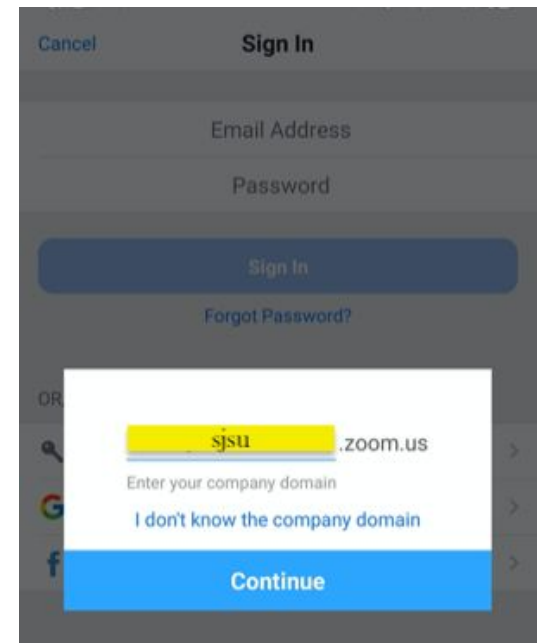 Cancel Sign In
Email Address
Password
Sign In
Forgot Password?
OR
sjsu .zoom.us
Enter your company domain
I don't know the company domain
Continue